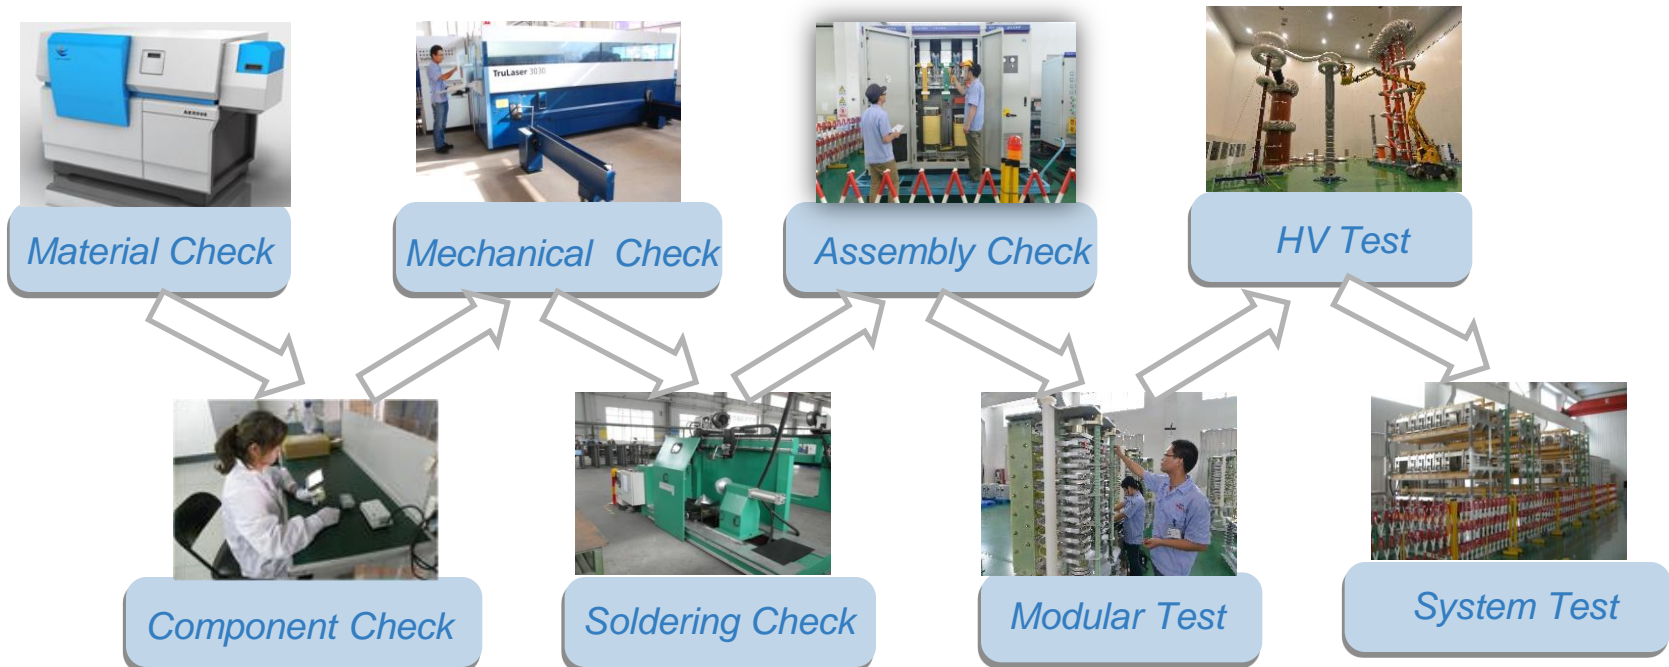 TruLaser 3030
Material Check
Mechanical Check
Assembly Check
HV Test
Component Check
Soldering Check
Modular Test
System Test